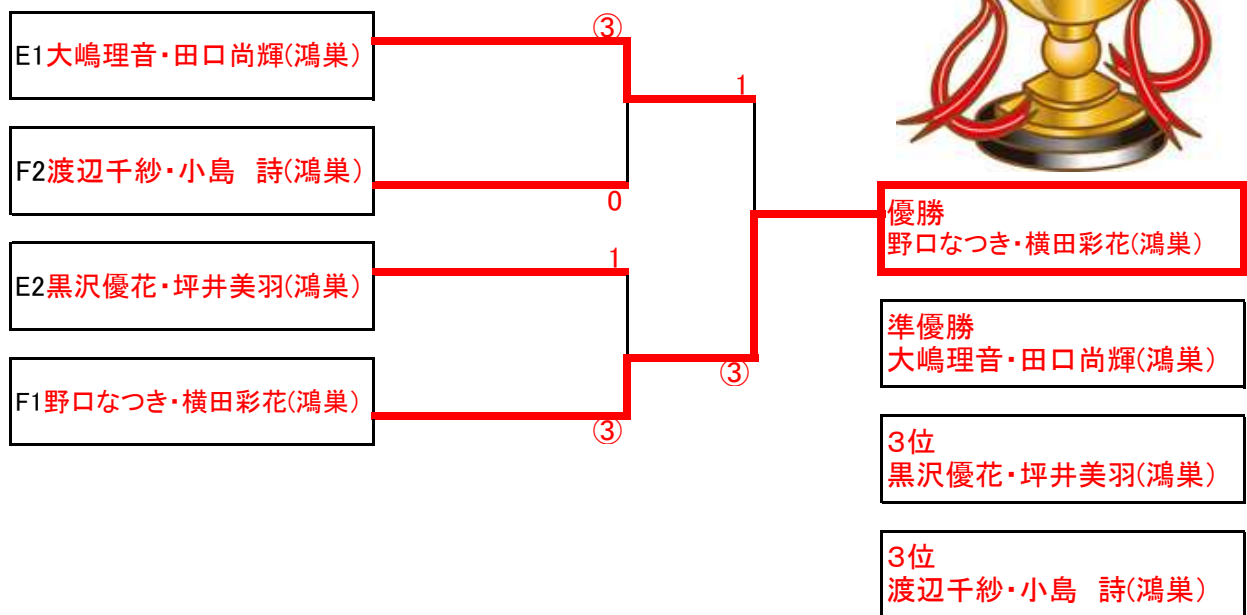 ③
E1大嶋理音・田口尚輝(鴻巣)
1
F2渡辺千紗・小島　詩(鴻巣)
0
優勝
野口なつき・横田彩花(鴻巣)
1
E2黒沢優花・坪井美羽(鴻巣)
準優勝
大嶋理音・田口尚輝(鴻巣)
③
F1野口なつき・横田彩花(鴻巣)
③
3位
黒沢優花・坪井美羽(鴻巣)
3位
渡辺千紗・小島　詩(鴻巣)